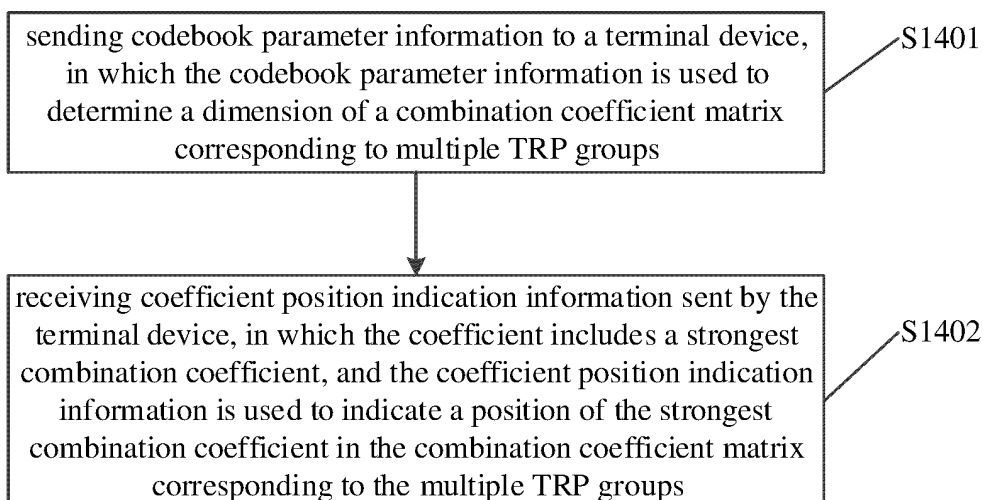 sending codebook parameter information to a terminal device,
in which the codebook parameter information is used to
determine a dimension of a combination coefficient matrix
corresponding to multiple TRP groups
S1401
receiving coefficient position indication information sent by the
terminal device, in which the coefficient includes a strongest
combination coefficient, and the coefficient position indication
information is used to indicate a position of the strongest
combination coefficient in the combination coefficient matrix
corresponding to the multiple TRP groups
S1402